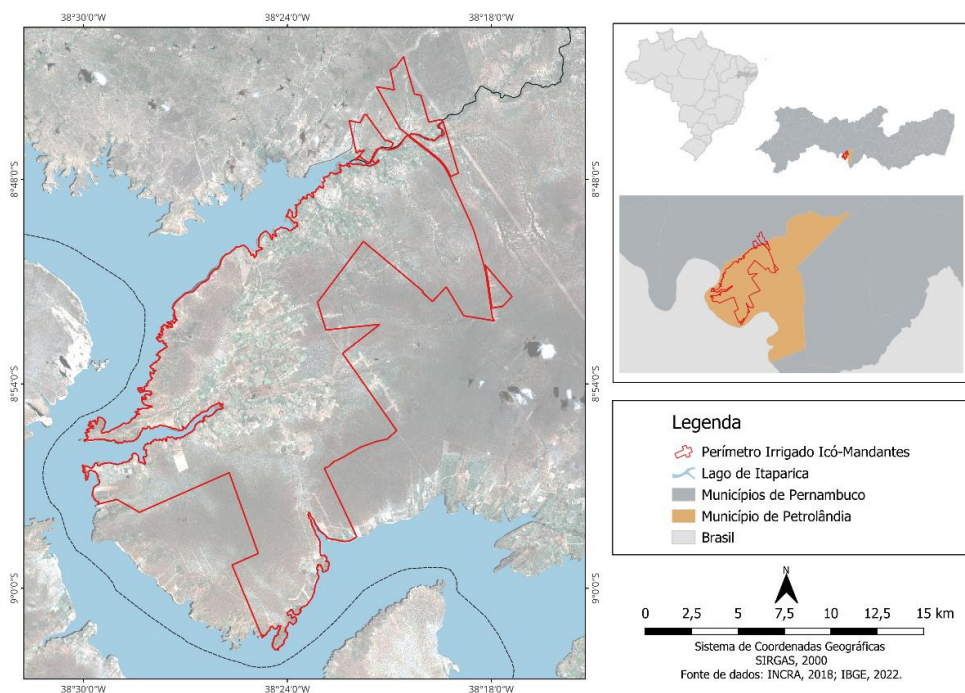 38°30'0"O
38°24'0"O
38°18'0"O
8°48'0"S
8°54'0"S
9°0'0"S
38°30'0"O
38°24'0"O
38°18'0"O
Legenda
Perímetro Irrigado Icó-Mandantes
Lago de Itaparica
Municípios de Pernambuco
Município de Petrolândia
Brasil
N
0 2,5 5 7,5 10 12,5 15 km
Sistema de Coordenadas Geográficas
SIRGAS, 2000
Fonte de dados: INCRA, 2018; IBGE, 2022.